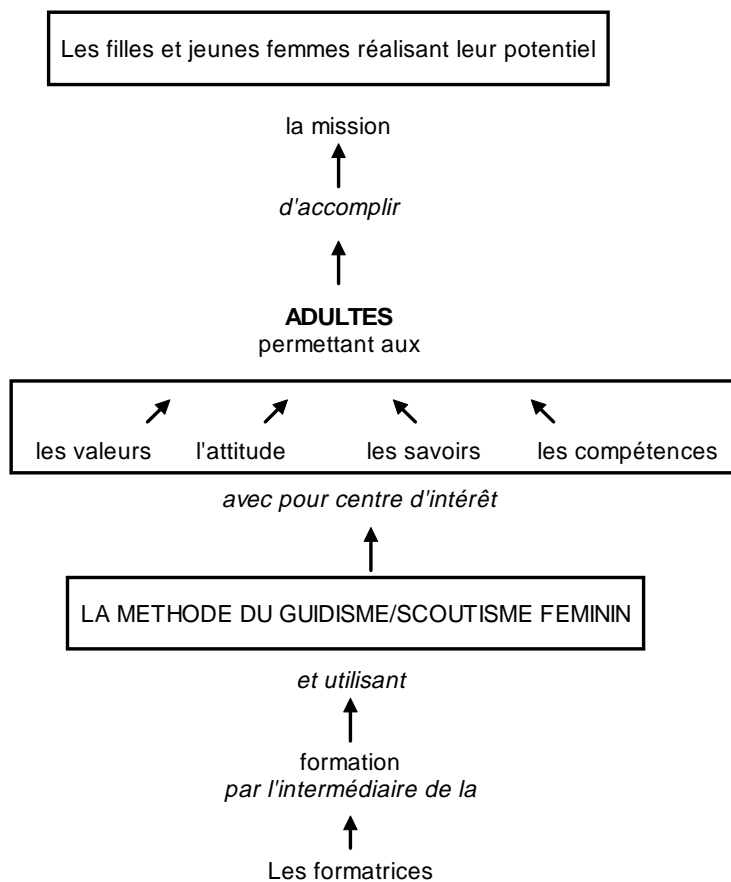 Les filles et jeunes femmes réalisant leur potentiel
la mission
d'accomplir
ADULTES
permettant aux
les valeurs l'attitude les savoirs les compétences
avec pour centre d'intérêt
LA METHODE DU GUIDISME/SCOUTISME FEMININ
et utilisant
formation
par l'intermédiaire de la
Les formatrices